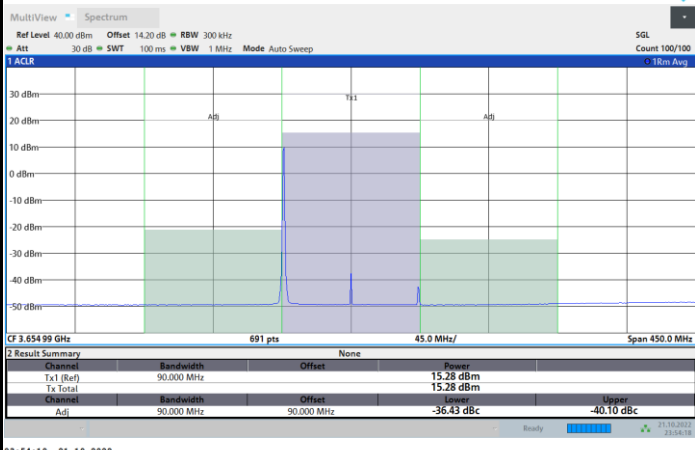 MultiView Spectrum
Ref Level 40.00 dBm Offset 14.20 dB RBW 300 kHz SGL
Att 30 dB SWT 100 ms VBW 1 MHz Mode Auto Sweep Count 100/100
1 ACLR 1Rm Avg
30 dBm
Tx1
20 dBm Adj Adj
10 dBm
0 dBm
-10 dBm
-20 dBm
-30 dBm
-40 dBm
-50 dBm
CF 3.654 99 GHz 691 pts 45.0 MHz/ Span 450.0 MHz
2 Result Summary None
Channel Bandwidth Offset Power
Tx1 (Ref) 90.000 MHz 15.28 dBm
Tx Total 15.28 dBm
Channel Bandwidth Offset Lower Upper
Adj 90.000 MHz 90.000 MHz -36.43 dBc -40.10 dBc
Ready 21.10.2022
23:54:18